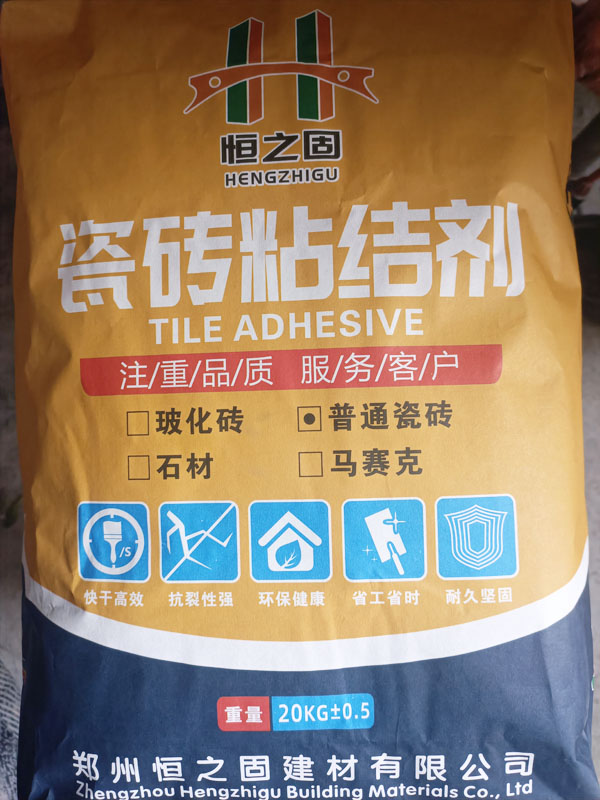 恒之固
HENGZHIGU
瓷砖粘结剂
TILE ADHESIVE
注/重/品/质 服/务/客/户
玻化砖 普通瓷砖
石材 马赛克
/S
快干高效 抗裂性强 环保健康 省工省时 耐久坚固
重量 20KG±0.5
郑州恒之固建材有限公司
Zhengzhou Hengzhigu Building Materials Co., Ltd